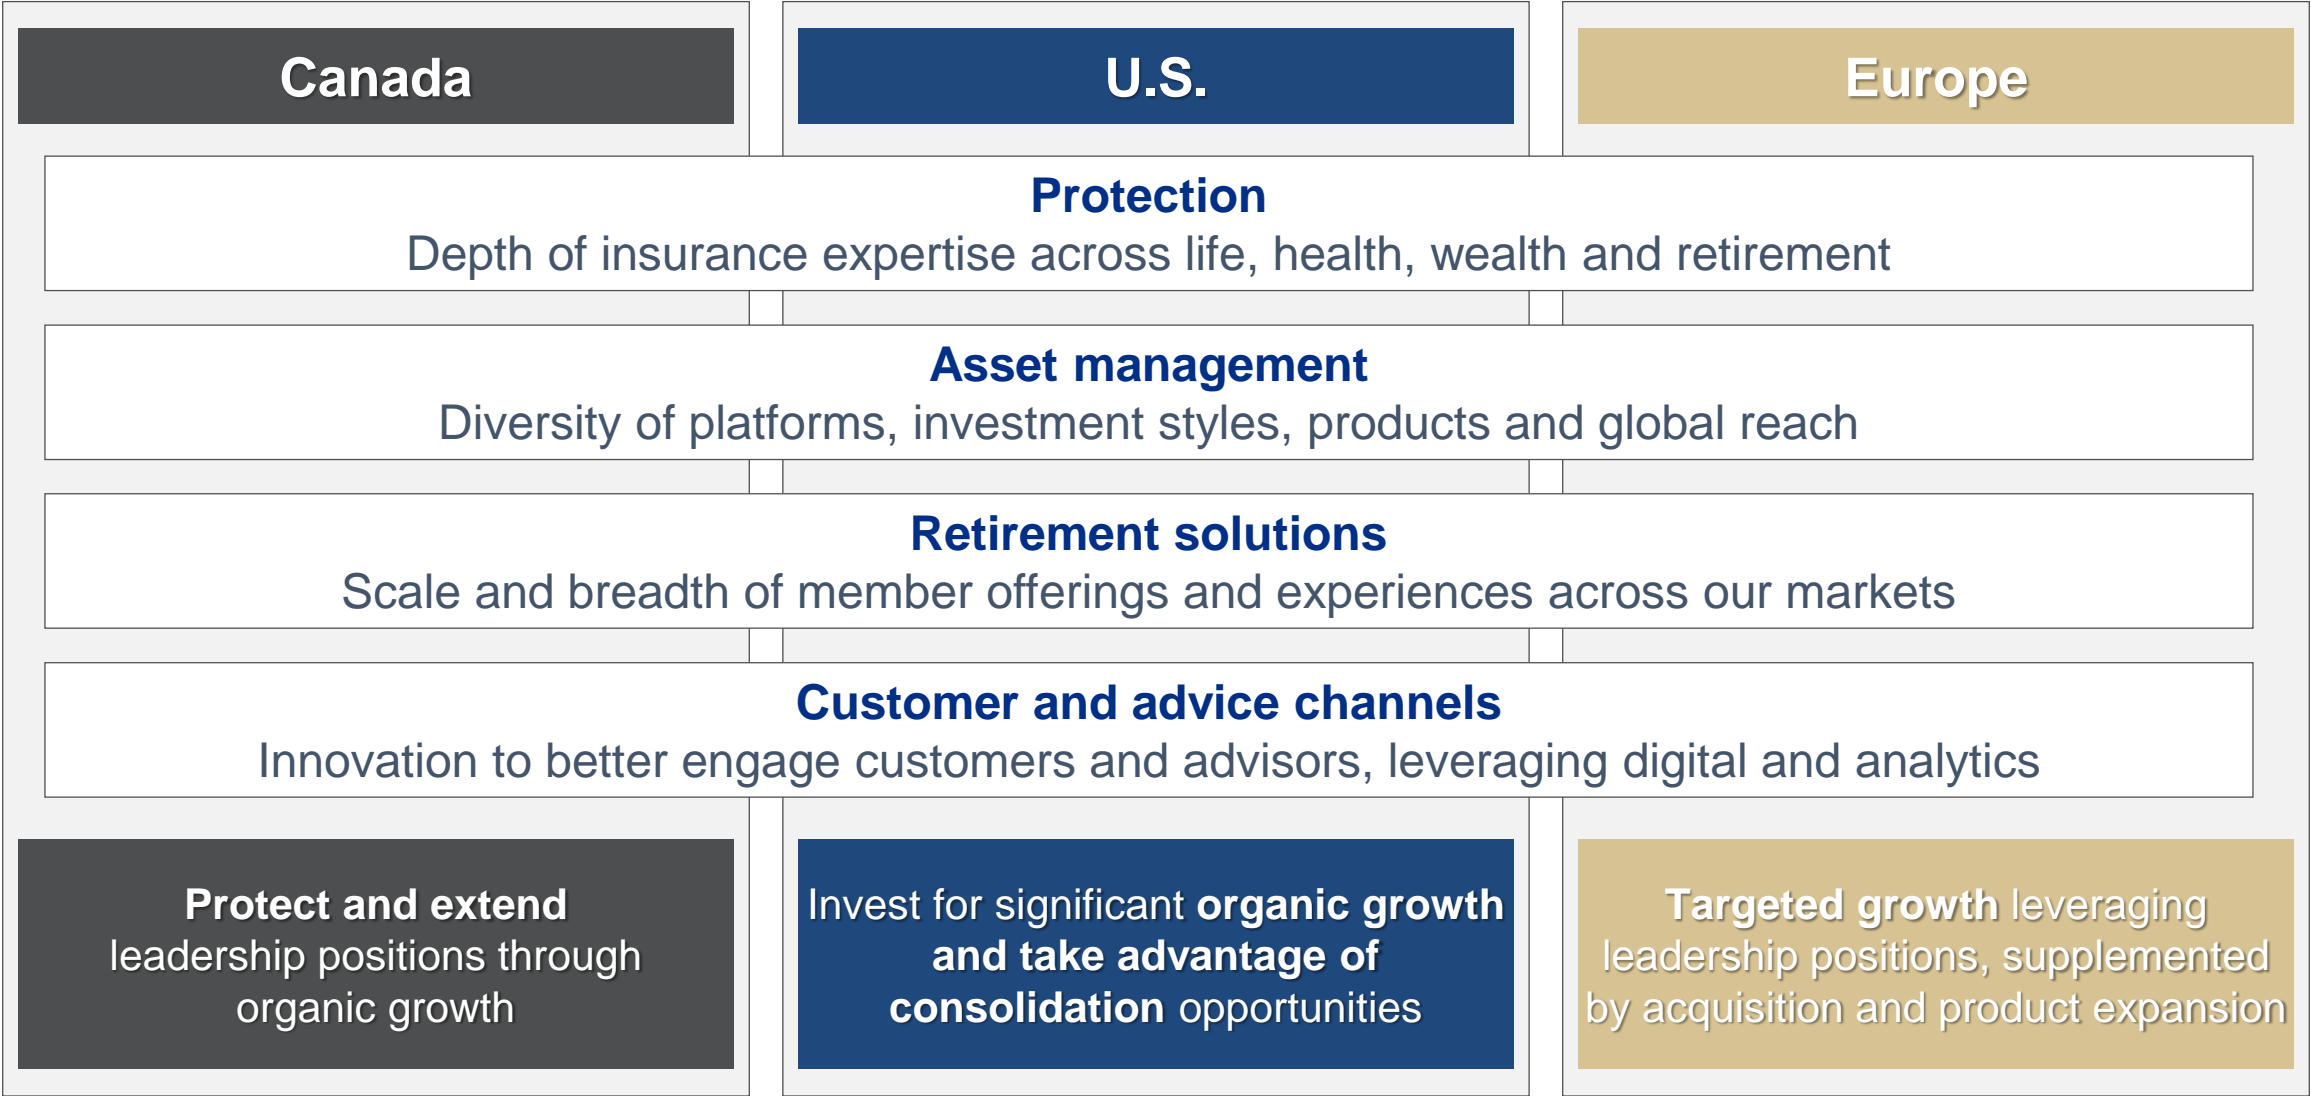 Canada
U.S.
Europe
Protection
Depth of insurance expertise across life, health, wealth and retirement
Asset management
Diversity of platforms, investment styles, products and global reach
Retirement solutions
Scale and breadth of member offerings and experiences across our markets
Customer and advice channels
Innovation to better engage customers and advisors, leveraging digital and analytics
Protect and extend
leadership positions through
organic growth
Invest for significant organic growth
and take advantage of
consolidation opportunities
Targeted growth leveraging
leadership positions, supplemented
by acquisition and product expansion